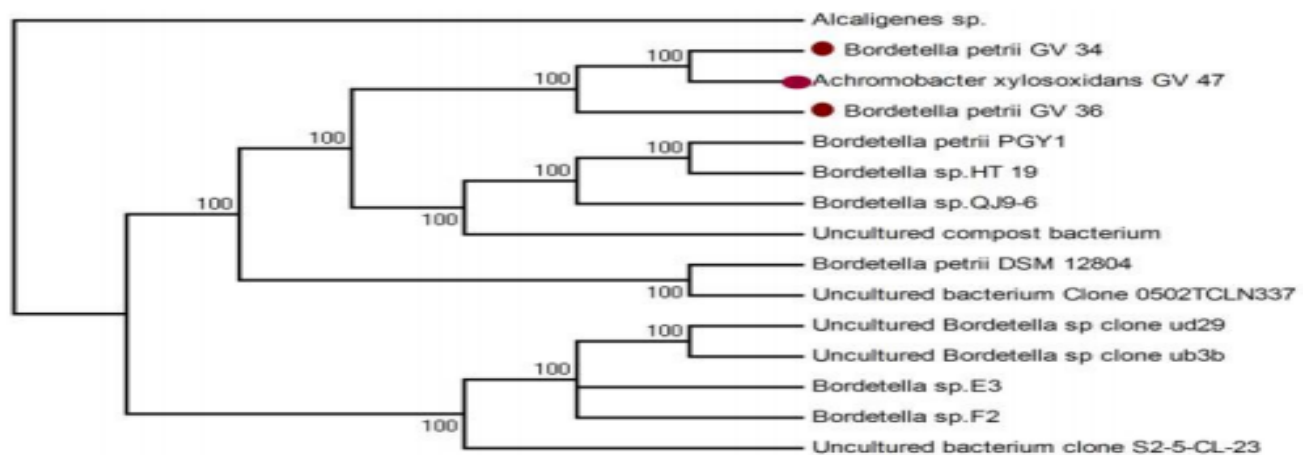 Alcaligenes sp.
100 Bordetella petrii GV 34
100 Achromobacter xylosoxidans GV 47
Bordetella petrii GV 36
100
100 Bordetella petrii PGY1
100 Bordetella sp.HT 19
100 Bordetella sp.QJ9-6
100 Uncultured compost bacterium
Bordetella petrii DSM 12804
100 Uncultured bacterium Clone 0502TCLN337
100 Uncultured Bordetella sp clone ud29
Uncultured Bordetella sp clone ub3b
100 Bordetella sp.E3
Bordetella sp.F2
100 Uncultured bacterium clone S2-5-CL-23